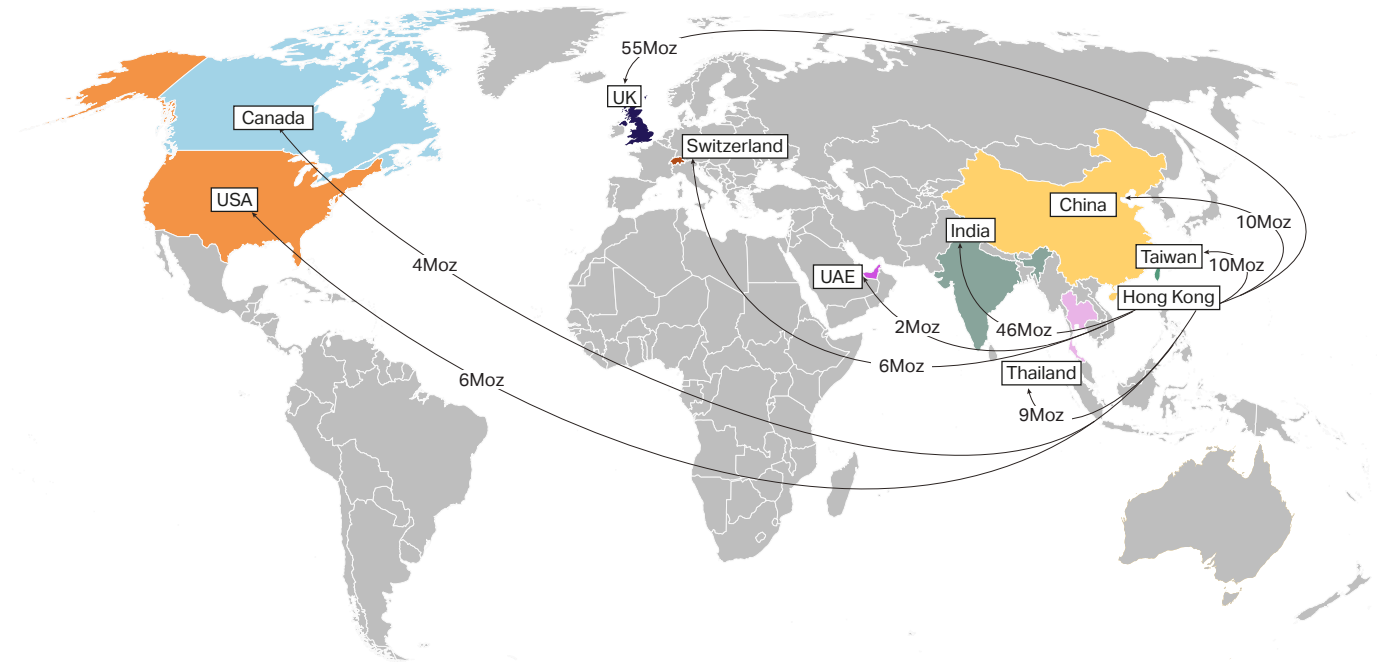 55Moz
UK
Canada
Switzerland
USA
China
10Moz
India
Taiwan
10Moz
4Moz
UAE
Hong Kong
2Moz
46Moz
6Moz
Thailand
6Moz
9Moz